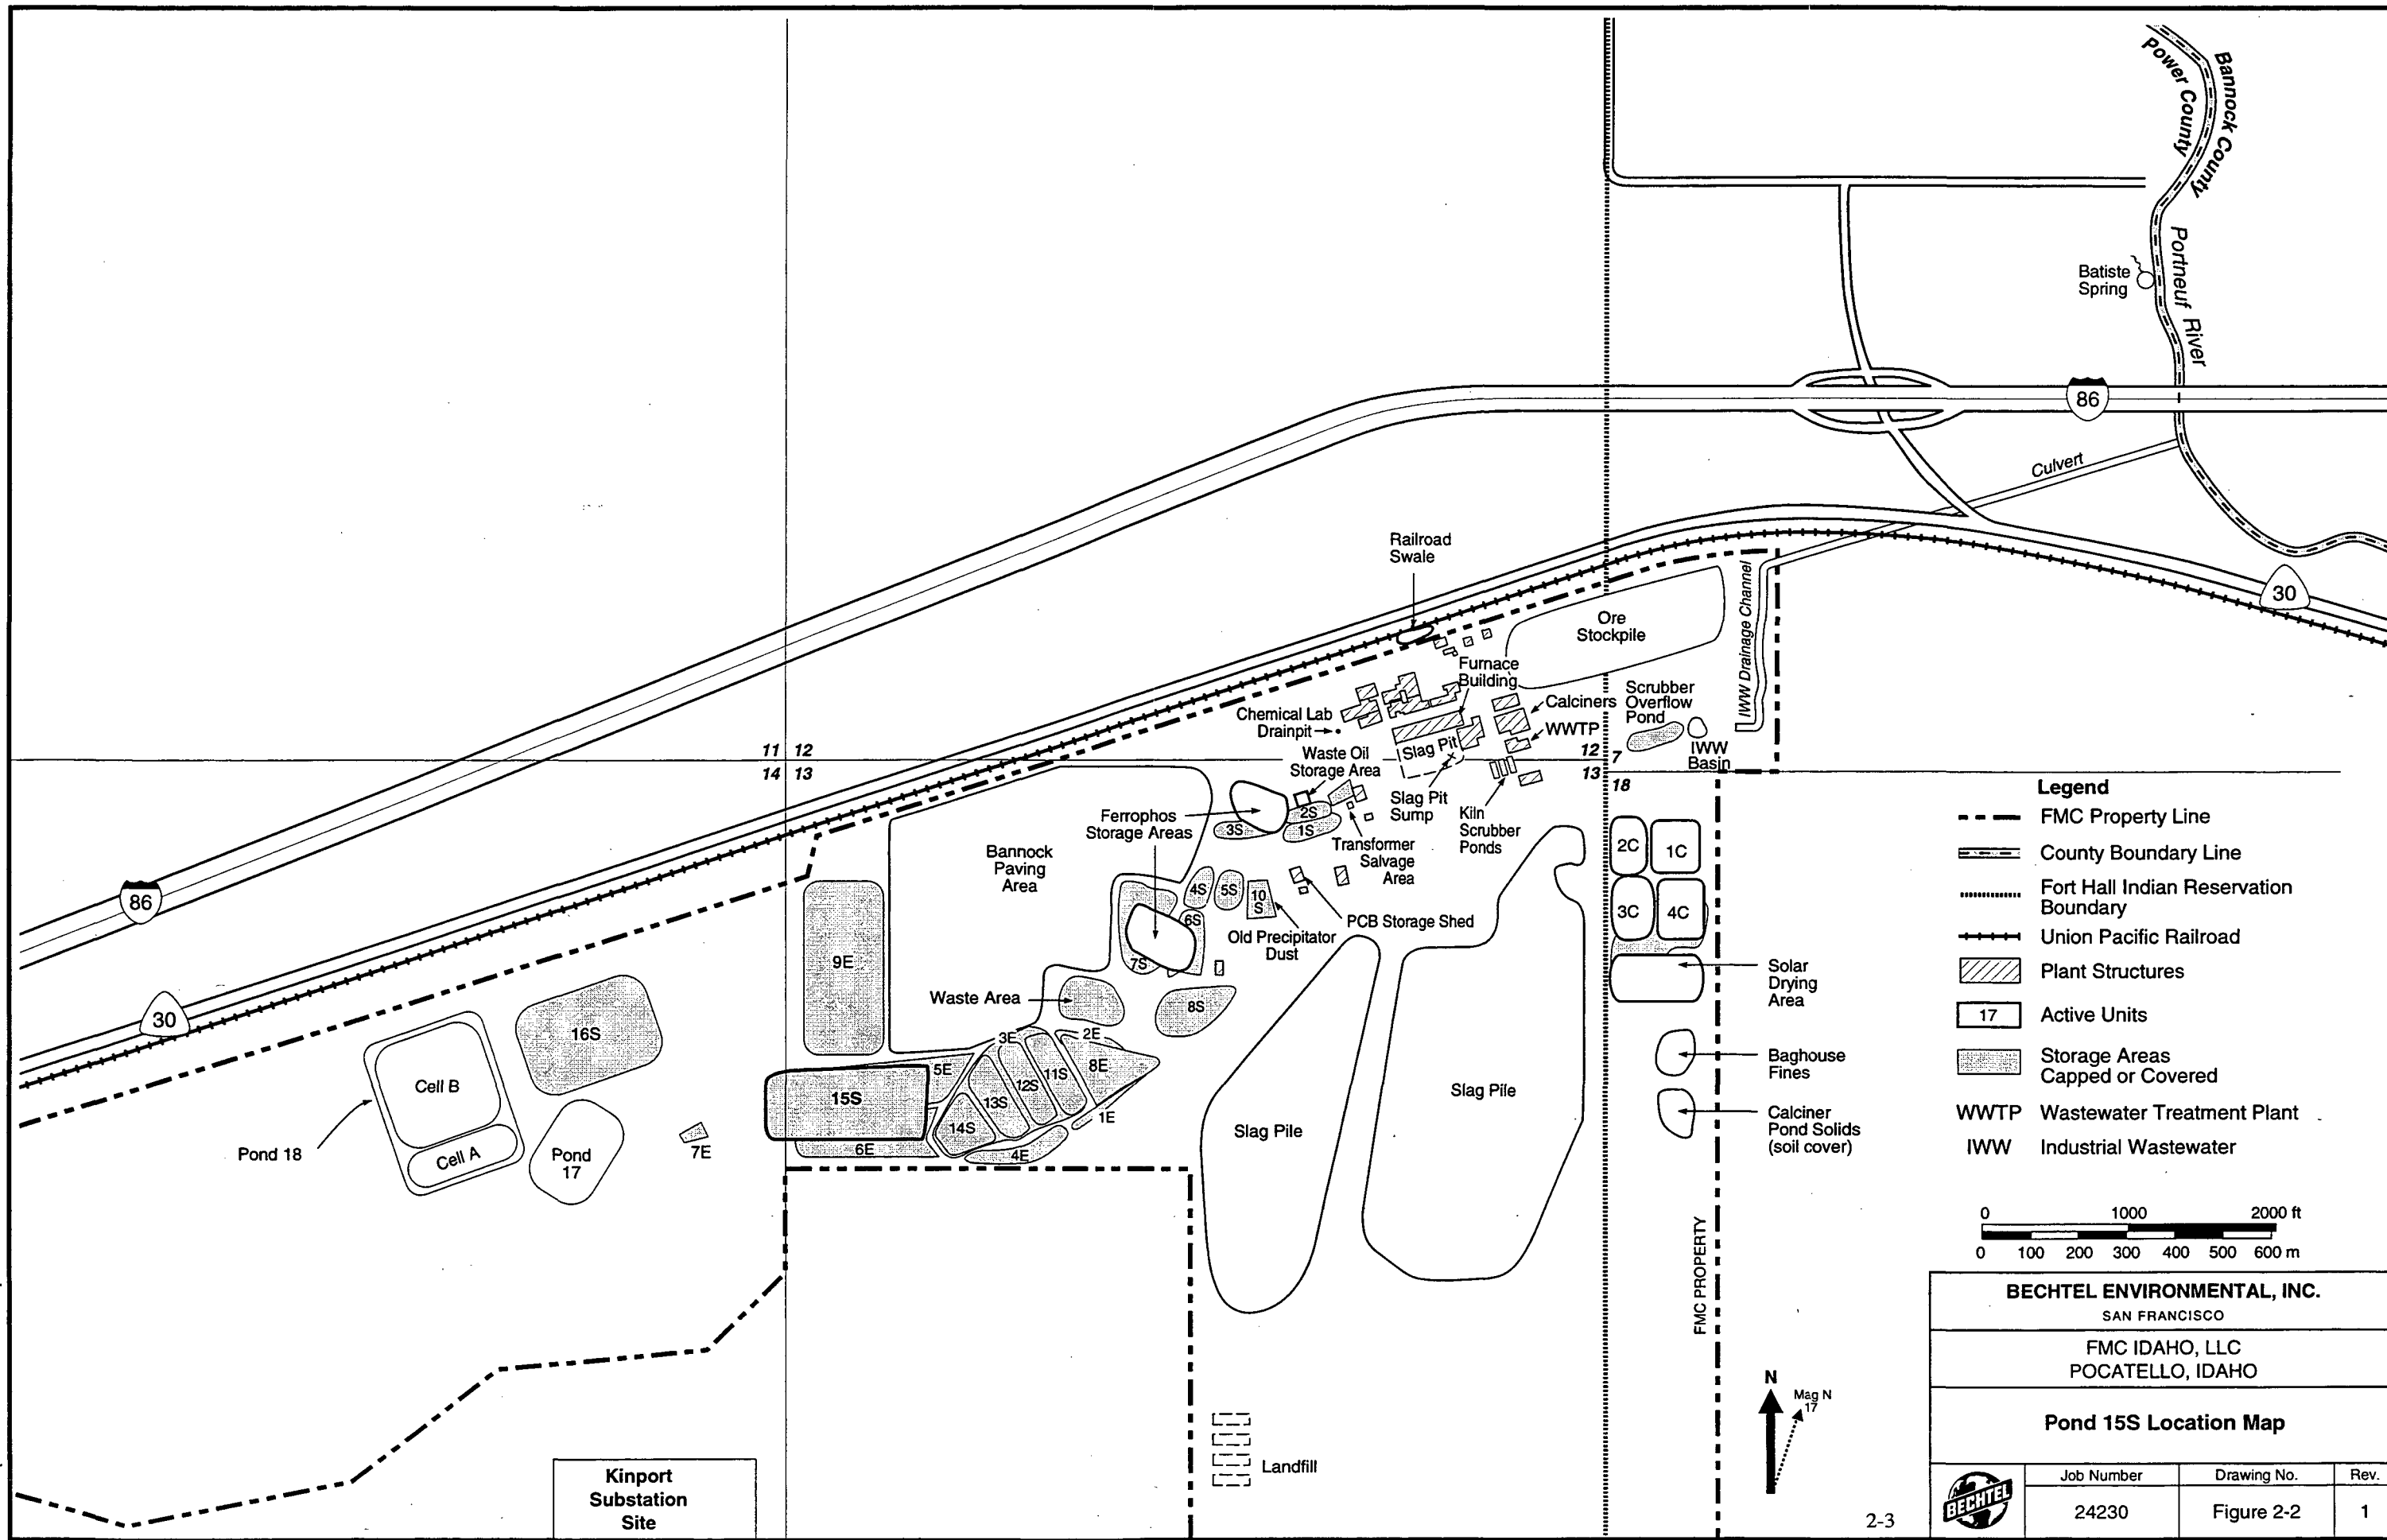 Bannock County
Power County
Portneuf River
Batiste
Spring
86
Culvert
30
Railroad
Swale
Ore
Stockpile
IWW Drainage Channel
Furnace
Building
Scrubber
Overflow
Pond
Calciners
Chemical Lab
Drainpit
WWTP
Slag Pit
IWW
Basin
11 12
14 13
12 7
13 18
Waste Oil
Storage Area
Slag Pit
Sump
Kiln
Scrubber
Ponds
Ferrophos
Storage Areas
3S
2S
1S
Transformer
Salvage
Area
Bannock
Paving
Area
4S
5S
10
S
6S
7S
PCB Storage Shed
Old Precipitator
Dust
2C
1C
3C
4C
86
9E
Waste Area
8S
Solar
Drying
Area
30
16S
3E
2E
5E
8E
11S
12S
13S
14S
1E
4E
15S
6E
Cell B
Cell A
Pond 18
Pond
17
7E
Slag Pile
Slag Pile
Baghouse
Fines
Calciner
Pond Solids
(soil cover)
FMC PROPERTY
Landfill
Kinport
Substation
Site
N
Mag N
17
Legend
FMC Property Line
County Boundary Line
Fort Hall Indian Reservation
Boundary
Union Pacific Railroad
Plant Structures
17 Active Units
Storage Areas
Capped or Covered
WWTP Wastewater Treatment Plant
IWW Industrial Wastewater
0 1000 2000 ft
0 100 200 300 400 500 600 m
BECHTEL ENVIRONMENTAL, INC.
SAN FRANCISCO
FMC IDAHO, LLC
POCATELLO, IDAHO
Pond 15S Location Map
BECHTEL
Job Number Drawing No. Rev.
24230 Figure 2-2 1
2-3